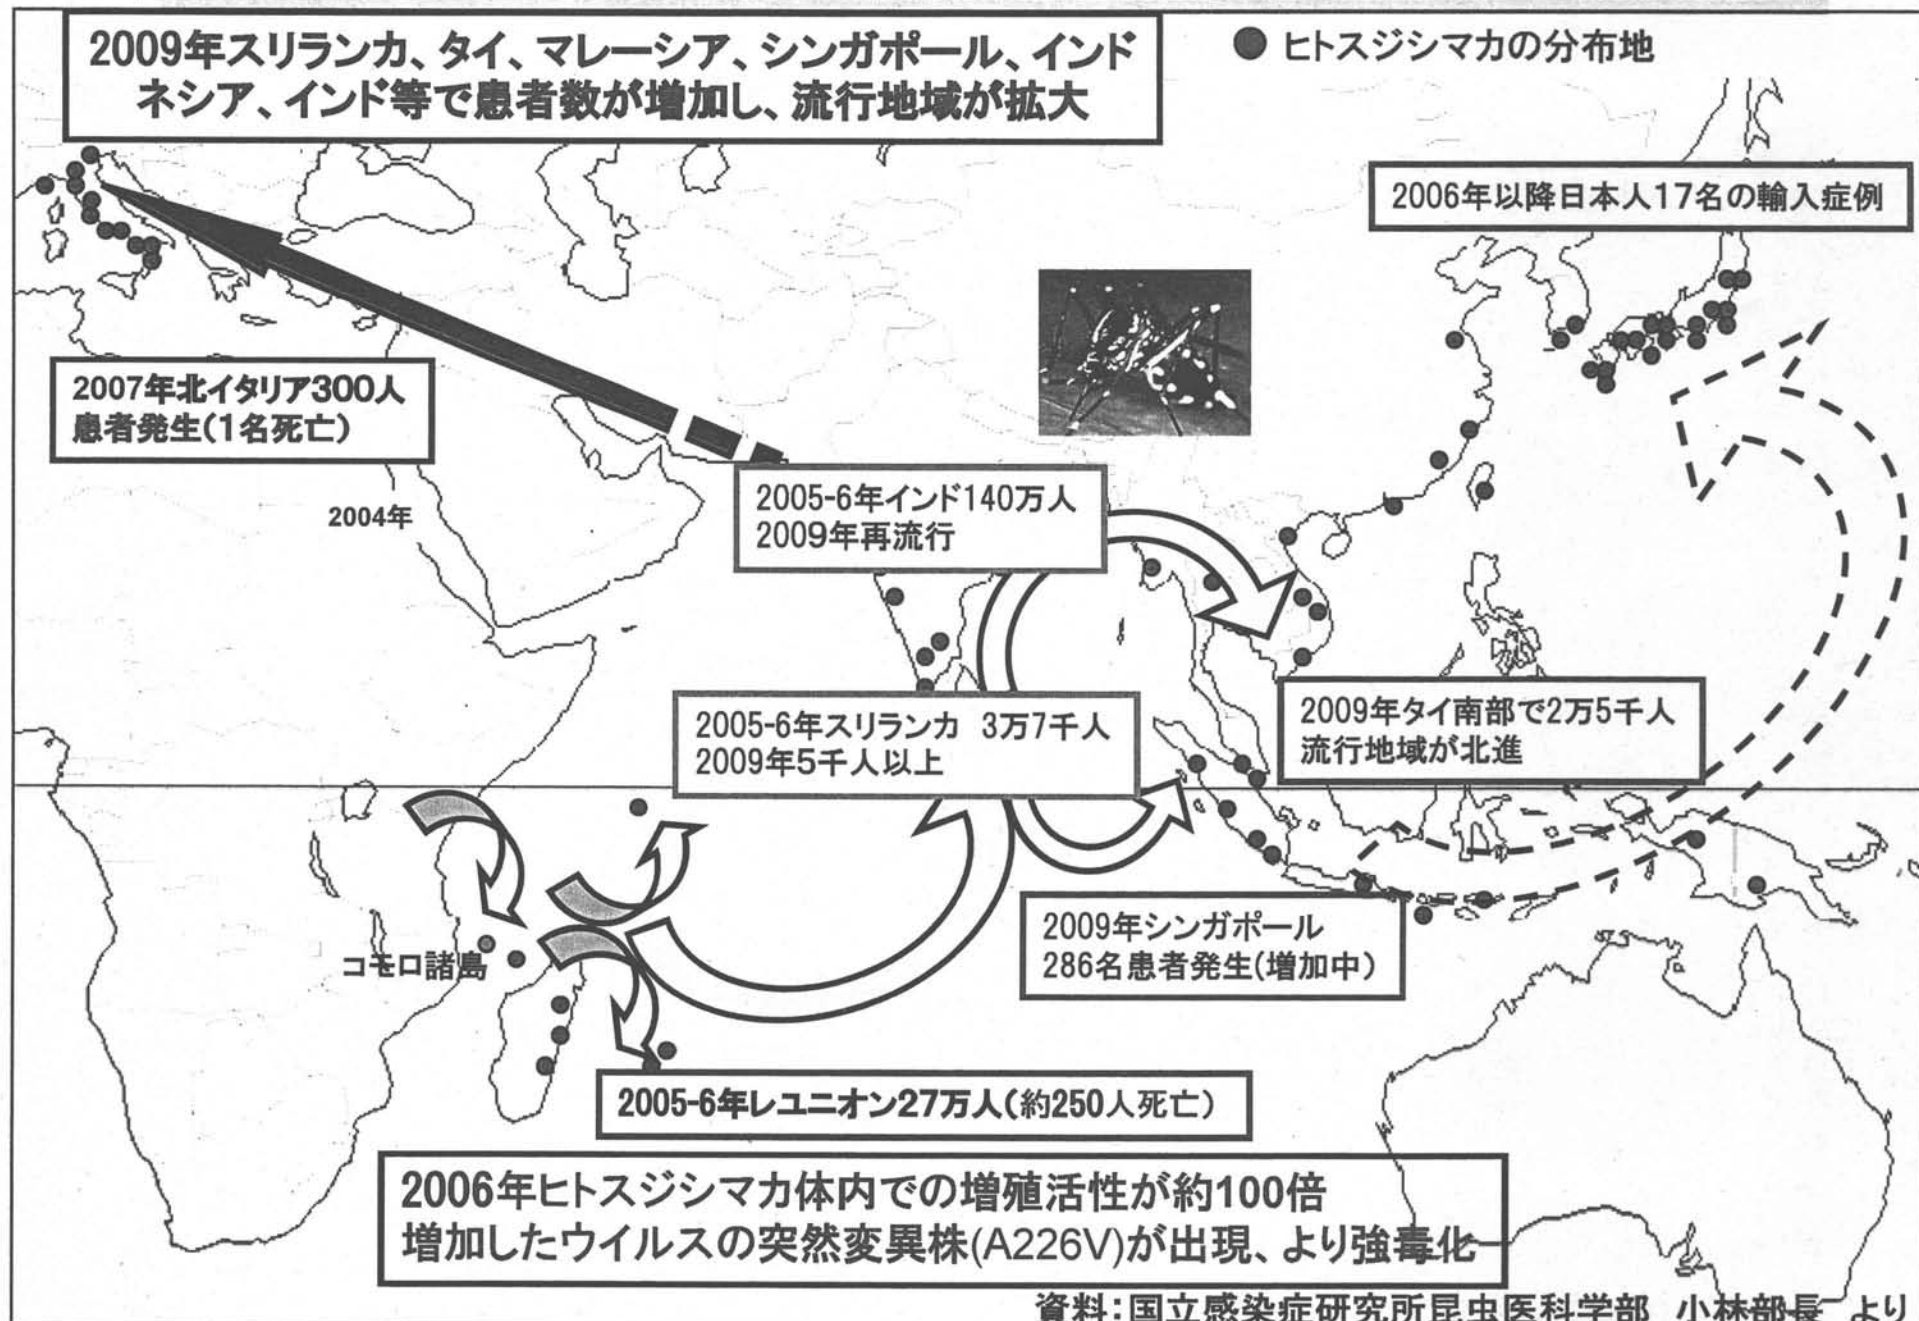 2009年スリランカ、タイ、マレーシア、シンガポール、インド
ネシア、インド等で患者数が増加し、流行地域が拡大
● ヒトスジシマカの分布地
2006年以降日本人17名の輸入症例
2007年北イタリア300人
患者発生(1名死亡)
2004年
2005-6年インド140万人
2009年再流行
2005-6年スリランカ 3万7千人
2009年5千人以上
2009年タイ南部で2万5千人
流行地域が北進
2009年シンガポール
286名患者発生(増加中)
コモロ諸島
2005-6年レユニオン27万人(約250人死亡)
2006年ヒトスジシマカ体内での増殖活性が約100倍
増加したウイルスの突然変異株(A226V)が出現、より強毒化
資料:国立感染症研究所昆虫医科学部 小林部長 より